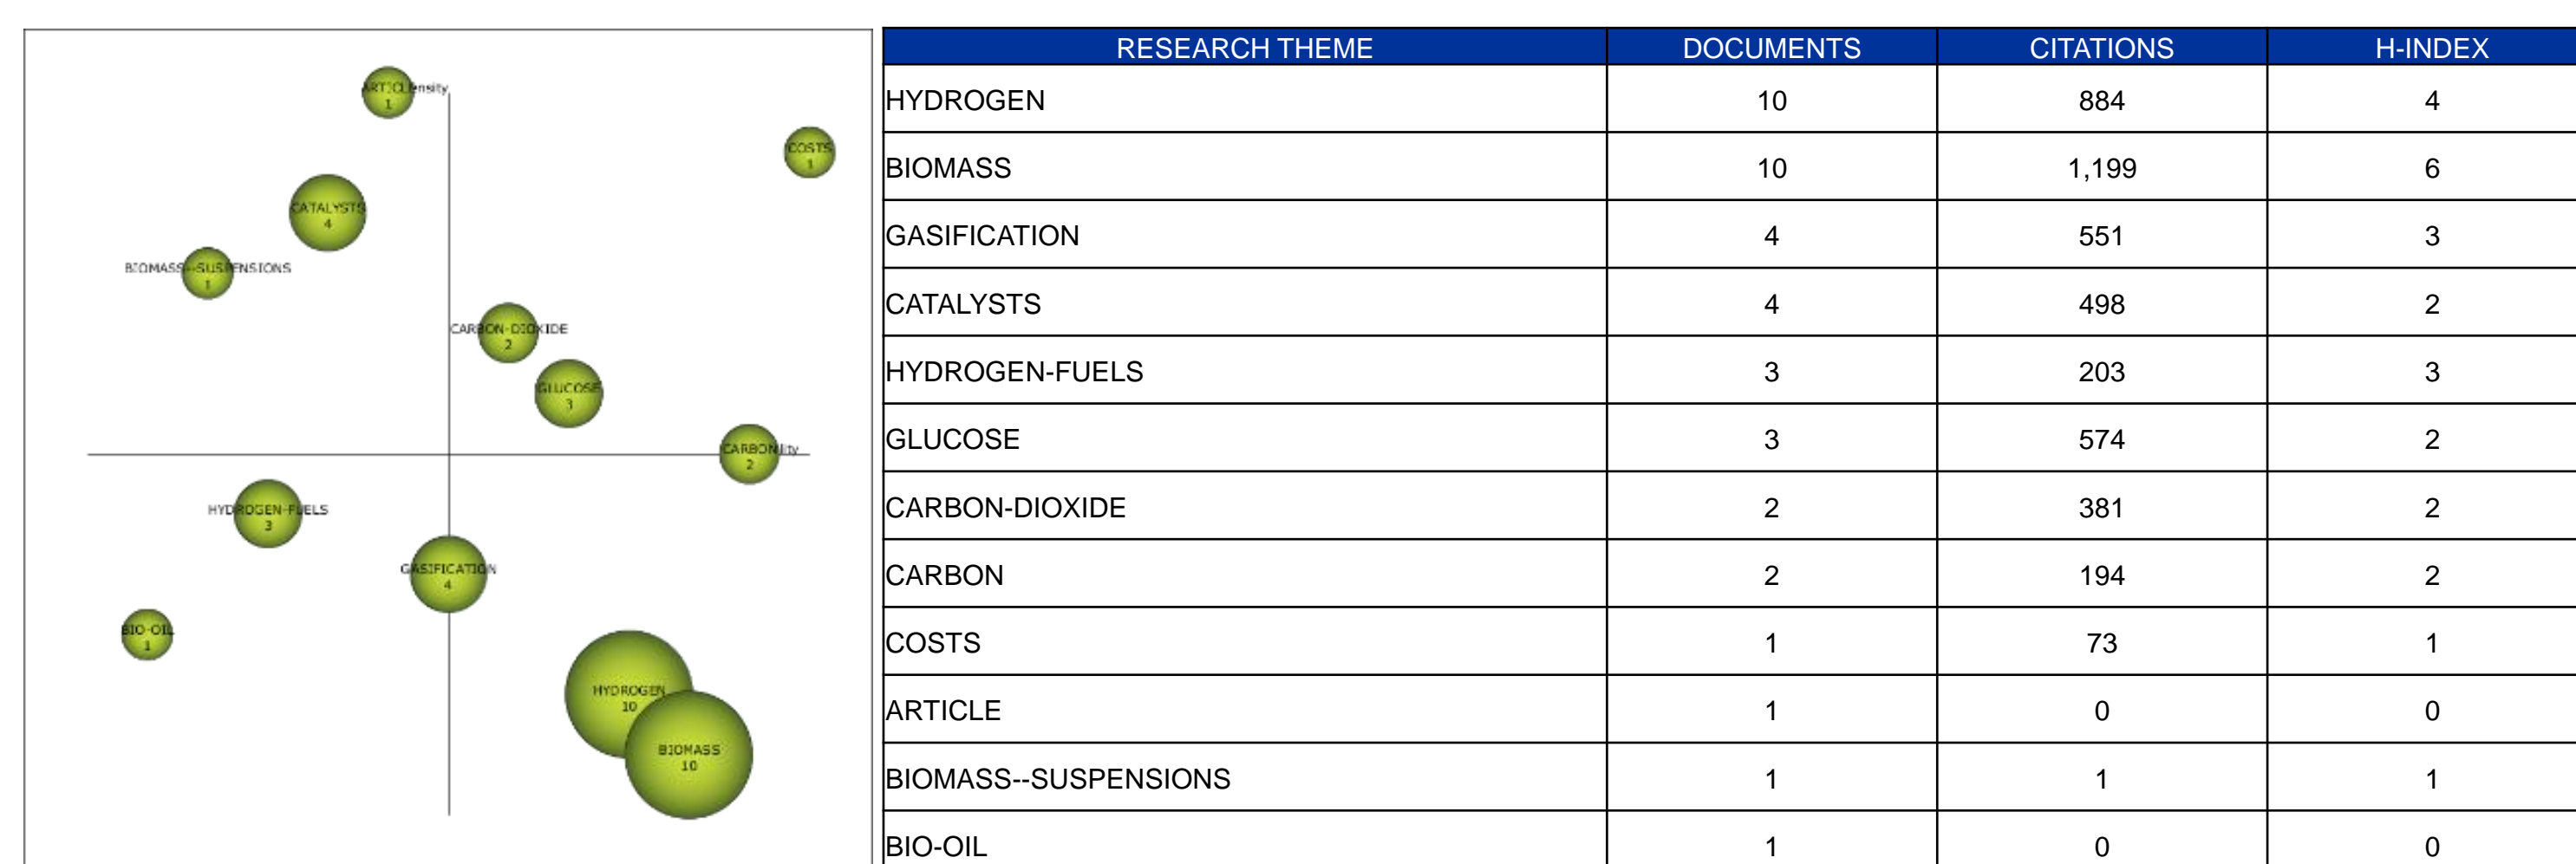 ARTICL ensity
1
COSTS
1
CATALYSTS
4
BIOMASS--SUSPENSIONS
1
CARBON-DIOXIDE
2
GLUCOSE
3
CARBON lity
2
HYDROGEN-FUELS
3
GASIFICATION
4
BIO-OIL
1
HYDROGEN
10
BIOMASS
10
RESEARCH THEME DOCUMENTS CITATIONS H-INDEX
HYDROGEN 10 884 4
BIOMASS 10 1,199 6
GASIFICATION 4 551 3
CATALYSTS 4 498 2
HYDROGEN-FUELS 3 203 3
GLUCOSE 3 574 2
CARBON-DIOXIDE 2 381 2
CARBON 2 194 2
COSTS 1 73 1
ARTICLE 1 0 0
BIOMASS--SUSPENSIONS 1 1 1
BIO-OIL 1 0 0